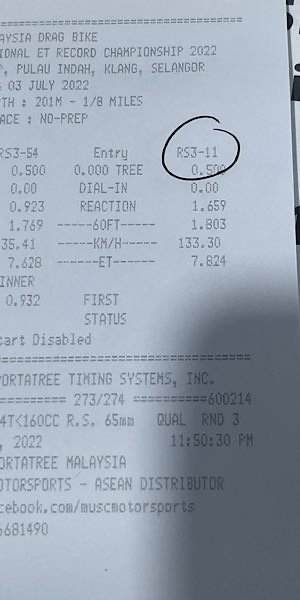 AYSIA DRAG BIKE
IONAL ET RECORD CHAMPIONSHIP 2022
P, PULAU INDAH, KLANG, SELANGOR
G 03 JULY 2022
TH : 201M - 1/8 MILES
ACE : NO-PREP
RS3-54 Entry RS3-11
0.500 0.000 TREE 0.500
0.00 DIAL-IN 0.00
0.923 REACTION 1.659
1.769 -----60FT----- 1.803
35.41 -----KM/H----- 133.30
7.628 ------ET------ 7.824
INNER
0.932 FIRST
STATUS
tart Disabled
PORTATREE TIMING SYSTEMS, INC.
========= 273/274 ==========600214
4T<160CC R.S. 65mm QUAL RND 3
, 2022 11:50:30 PM
ORTATREE MALAYSIA
OTORSPORTS - ASEAN DISTRIBUTOR
cebook.com/muscmotorsports
6681490